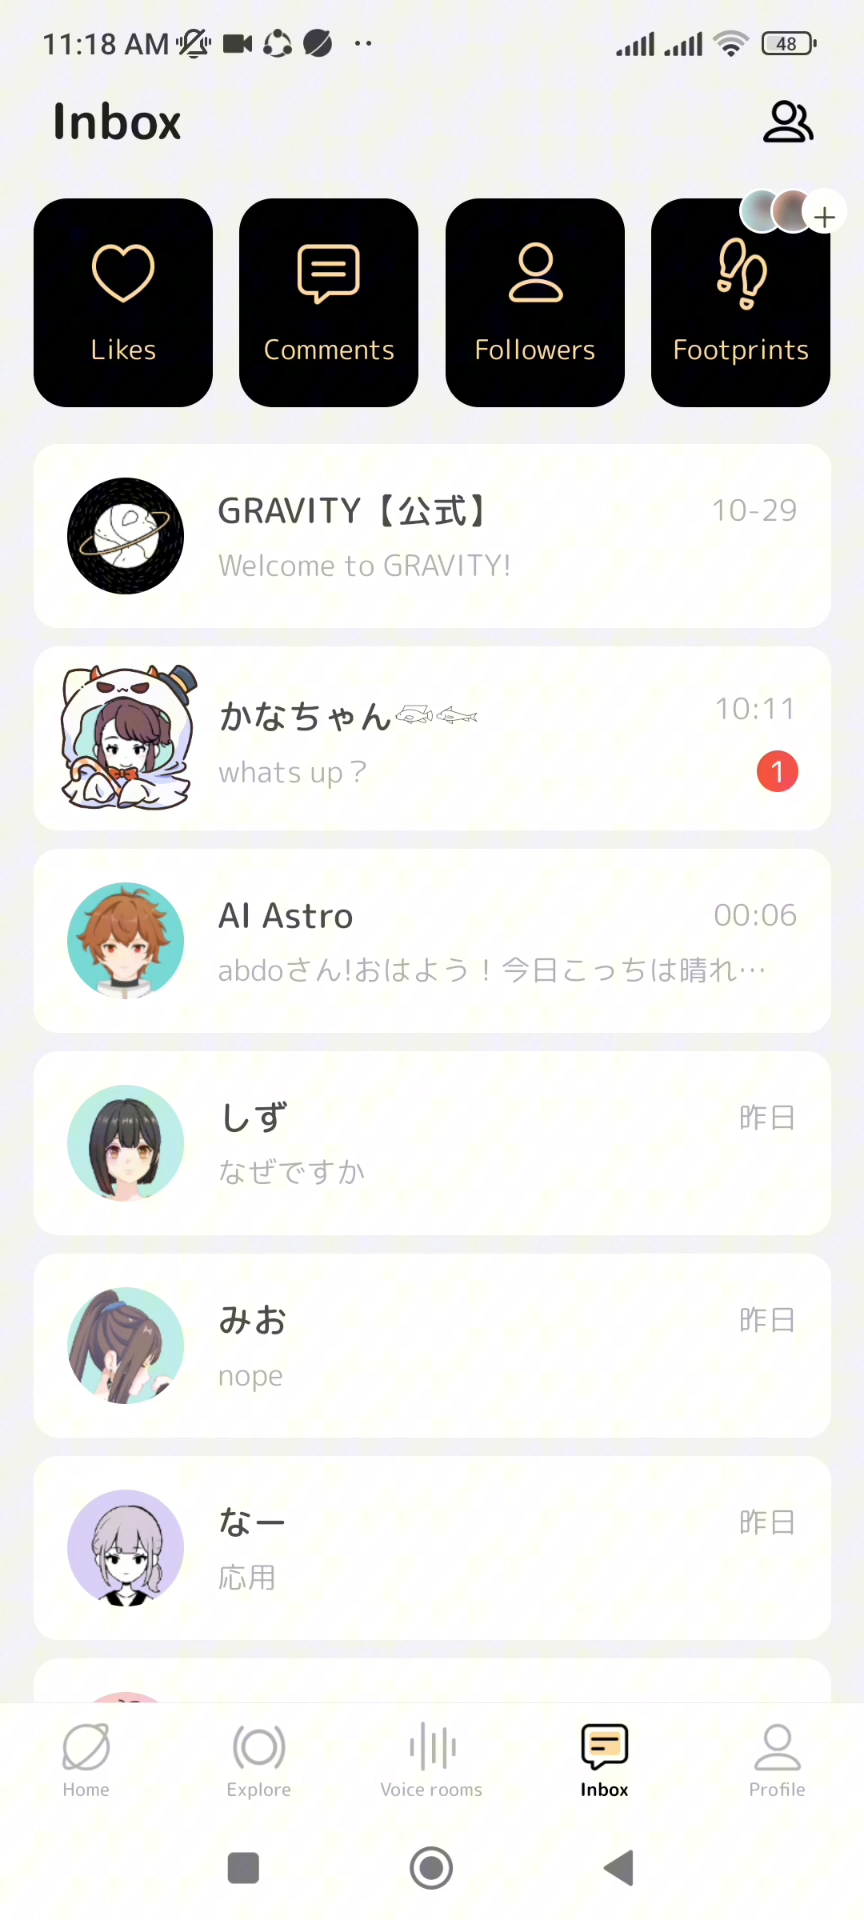 11:18 AM
48
Inbox
Likes
Comments
Followers
Footprints
GRAVITY【公式】
10-29
Welcome to GRAVITY!
かなちゃん
10:11
whats up？
1
AI Astro
00:06
abdoさん!おはよう！今日こっちは晴れ…
しず
昨日
なぜですか
みお
昨日
nope
なー
昨日
応用
Home
Explore
Voice rooms
Inbox
Profile